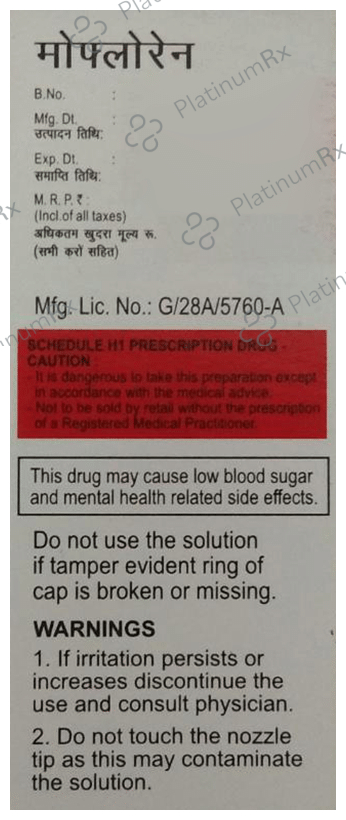 मोफ्लोरेन
B.No. :
Mfg. Dt. :
उत्पादन तिथि:
Exp. Dt. :
समाप्ति तिथि:
M. R. P. ₹ :
(Incl.of all taxes)
अधिकतम खुदरा मूल्य रू.
(सभी करों सहित)
Mfg. Lic. No.: G/28A/5760-A
SCHEDULE H1 PRESCRIPTION DRUG -
CAUTION
- It is dangerous to take this preparation except
in accordance with the medical advice.
- Not to be sold by retail without the prescription
of a Registered Medical Practitioner.
This drug may cause low blood sugar
and mental health related side effects.
Do not use the solution
if tamper evident ring of
cap is broken or missing.
WARNINGS
1. If irritation persists or
increases discontinue the
use and consult physician.
2. Do not touch the nozzle
tip as this may contaminate
the solution.
PlatinumRx
PlatinumRx